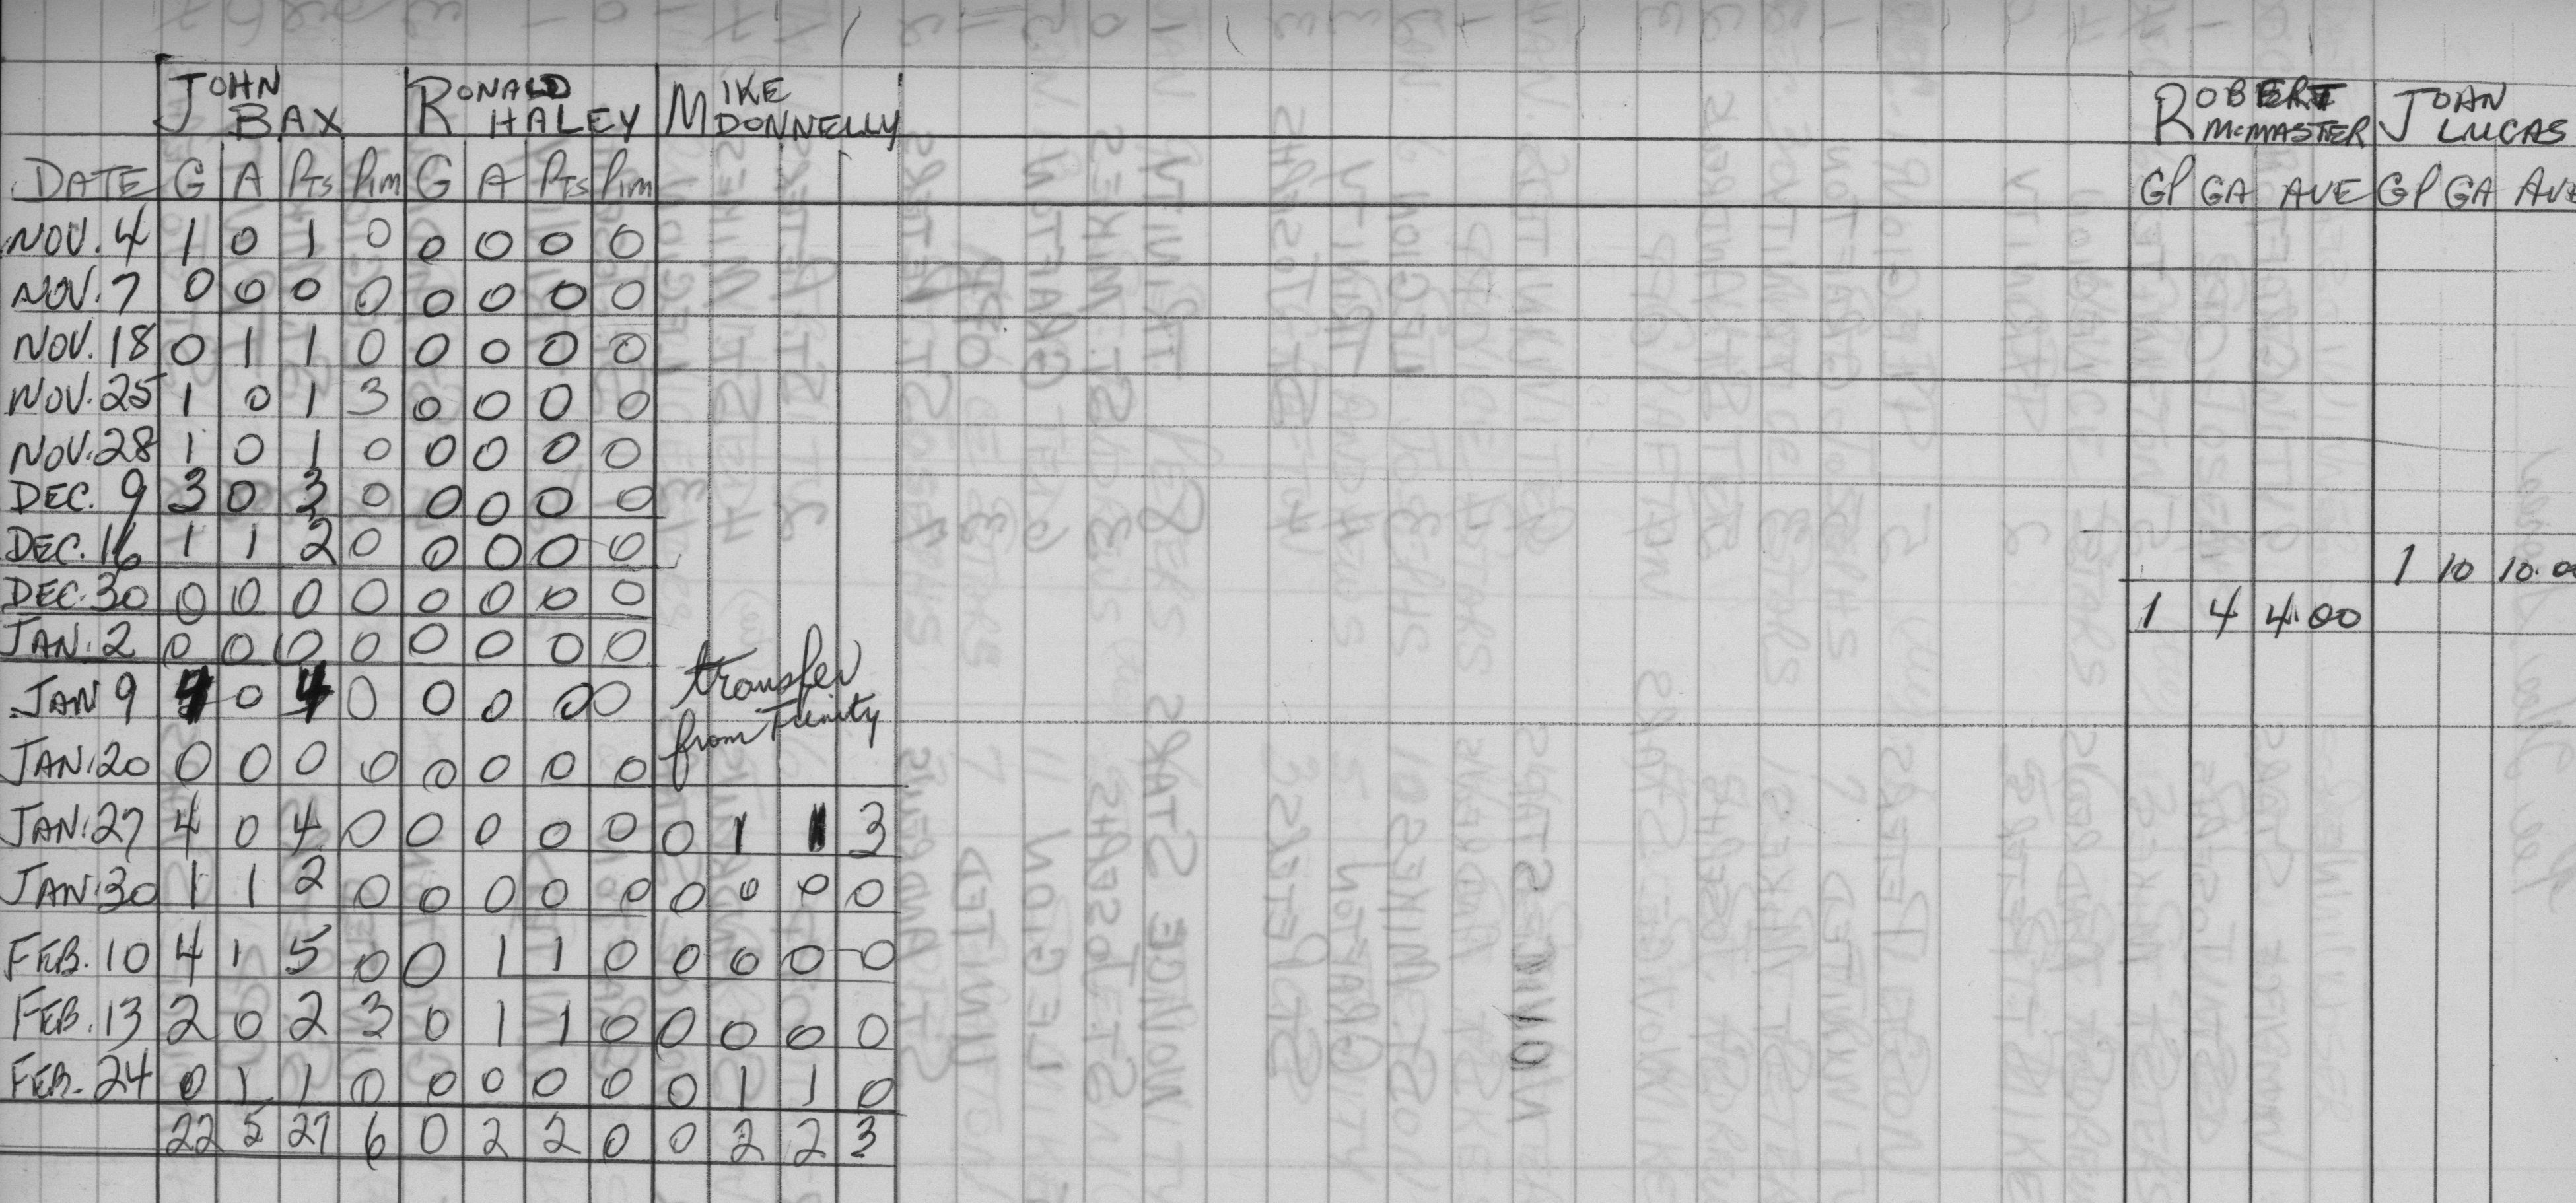 JOHN BAX RONALD HALEY MIKE DONNELLY ROBERT McMASTER JOAN LUCAS
DATE G A Pts Pim G A Pts Pim GP GA AVE GP GA AVE
NOV. 4 1 0 1 0 0 0 0 0
NOV. 7 0 0 0 0 0 0 0 0
NOV. 18 0 1 1 0 0 0 0 0
NOV. 25 1 0 1 3 0 0 0 0
NOV. 28 1 0 1 0 0 0 0 0
DEC. 9 3 0 3 0 0 0 0 0
DEC. 16 1 1 2 0 0 0 0 0 1 10 10.0
DEC. 30 0 0 0 0 0 0 0 0 1 4 4.00
JAN. 2 0 0 0 0 0 0 0 0
JAN 9 4 0 4 0 0 0 0 0 transfer
from Trinity
JAN. 20 0 0 0 0 0 0 0 0
JAN. 27 4 0 4 0 0 0 0 0 0 1 1 3
JAN. 30 1 1 2 0 0 0 0 0 0 0 0 0
FEB. 10 4 1 5 0 0 1 1 0 0 0 0 0
FEB. 13 2 0 2 3 0 1 1 0 0 0 0 0
FEB. 24 0 1 1 0 0 0 0 0 0 1 1 0
22 5 27 6 0 2 2 0 0 2 2 3